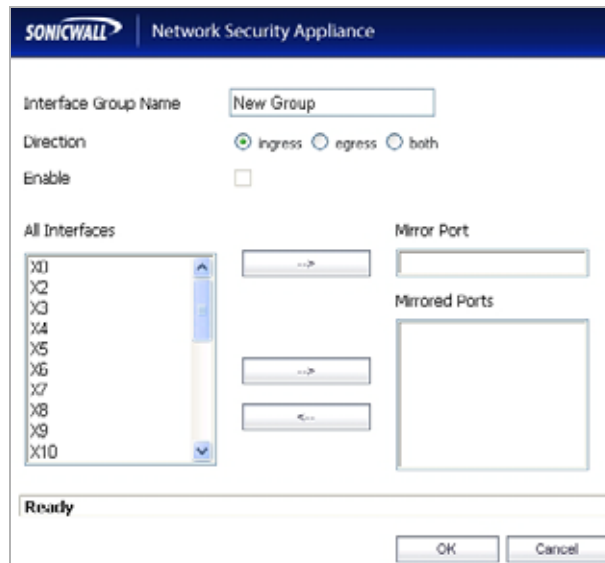 SONICWALL Network Security Appliance
Interface Group Name New Group
Direction ingress egress both
Enable
All Interfaces
X0
X2
X3
X4
X5
X6
X7
X8
X9
X10
-->
-->
<--
Mirror Port
Mirrored Ports
Ready
OK Cancel